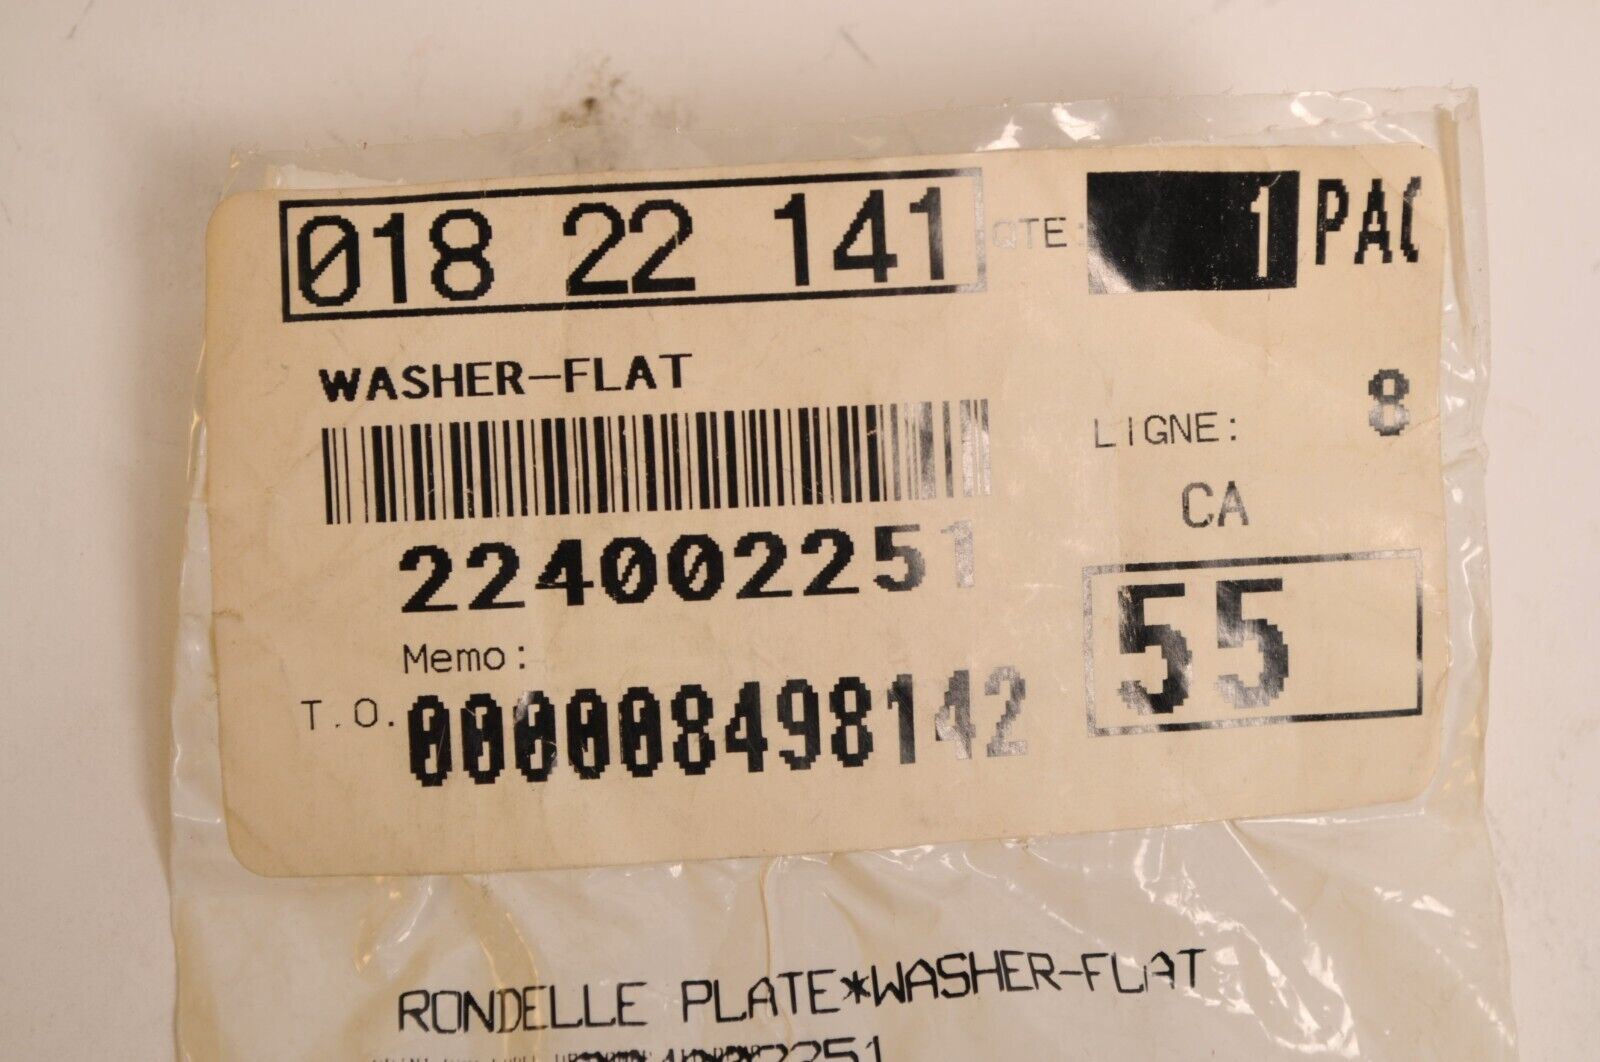 018 22 141 QTE: 1 PAC
WASHER-FLAT
LIGNE: 8
224002251
CA
Memo:
55
T.O. 000008498142
RONDELLE PLATE*WASHER-FLAT